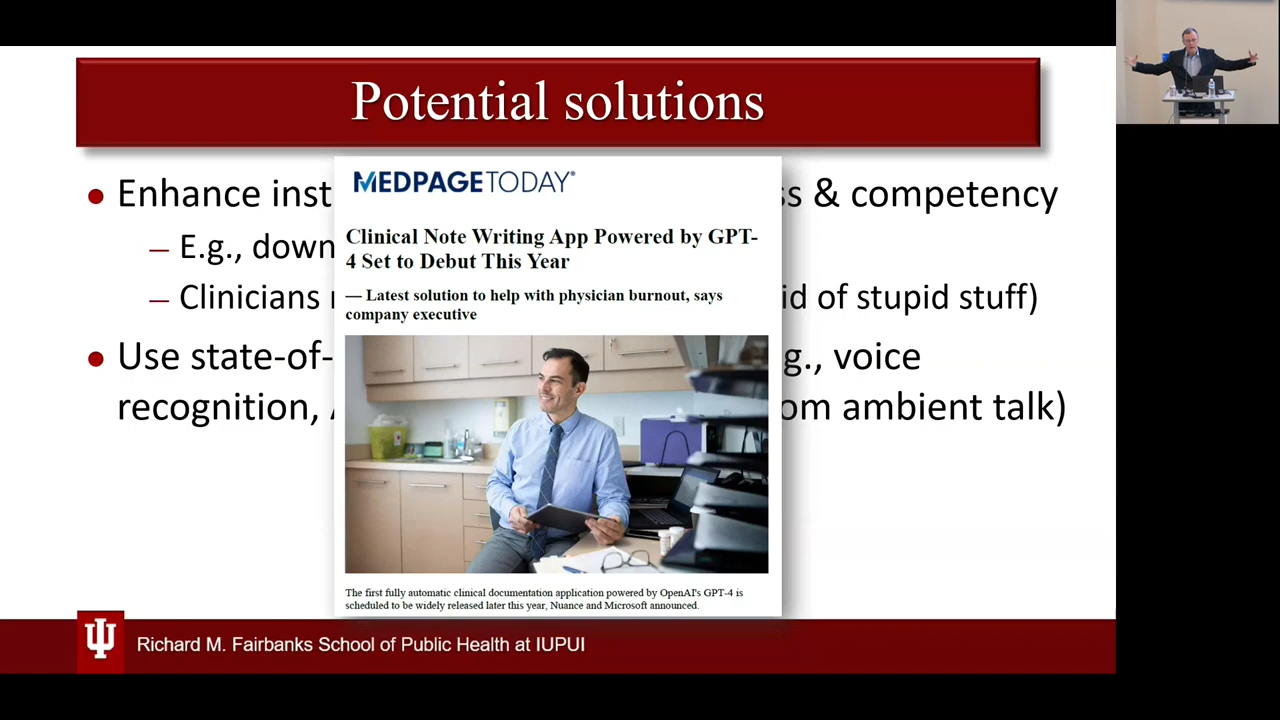 Potential solutions
Enhance inst
ss & competency
– E.g., down
– Clinicians
id of stupid stuff)
Use state-of-
g., voice
recognition,
om ambient talk)
MEDPAGE TODAY®
Clinical Note Writing App Powered by GPT-
4 Set to Debut This Year
— Latest solution to help with physician burnout, says
company executive
The first fully automatic clinical documentation application powered by OpenAI's GPT-4 is
scheduled to be widely released later this year, Nuance and Microsoft announced.
Richard M. Fairbanks School of Public Health at IUPUI